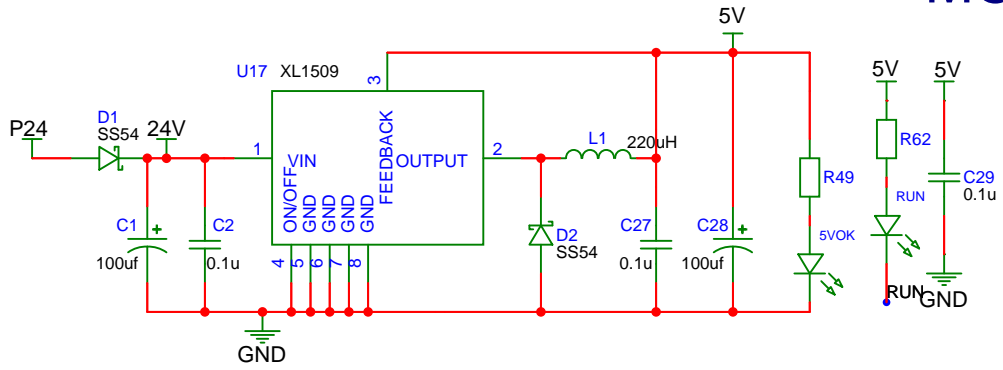 5V
U17 XL1509
3
5V 5V
P24
D1
SS54
24V
1
VIN
FEEDBACK
OUTPUT
2
L1
220uH
R62
R49
C29
0.1u
ON/OFF
GND
GND
GND
GND
C1
100uf
C2
0.1u
4
5
6
7
8
D2
SS54
C27
0.1u
C28
100uf
5VOK
RUN
RUN
GND
GND